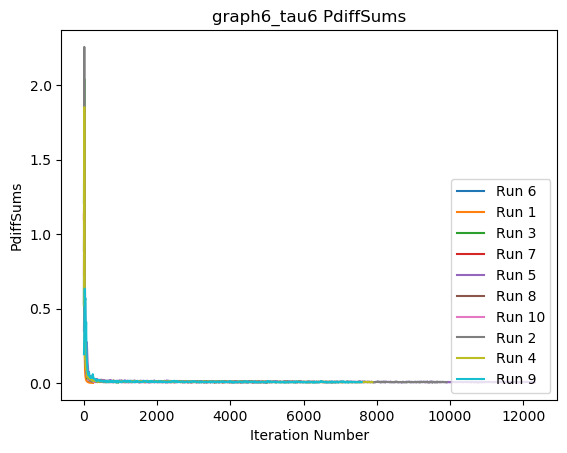 graph6_tau6 PdiffSums
PdiffSums
2.0
1.5
1.0
0.5
0.0
Run 6
Run 1
Run 3
Run 7
Run 5
Run 8
Run 10
Run 2
Run 4
Run 9
0 2000 4000 6000 8000 10000 12000
Iteration Number